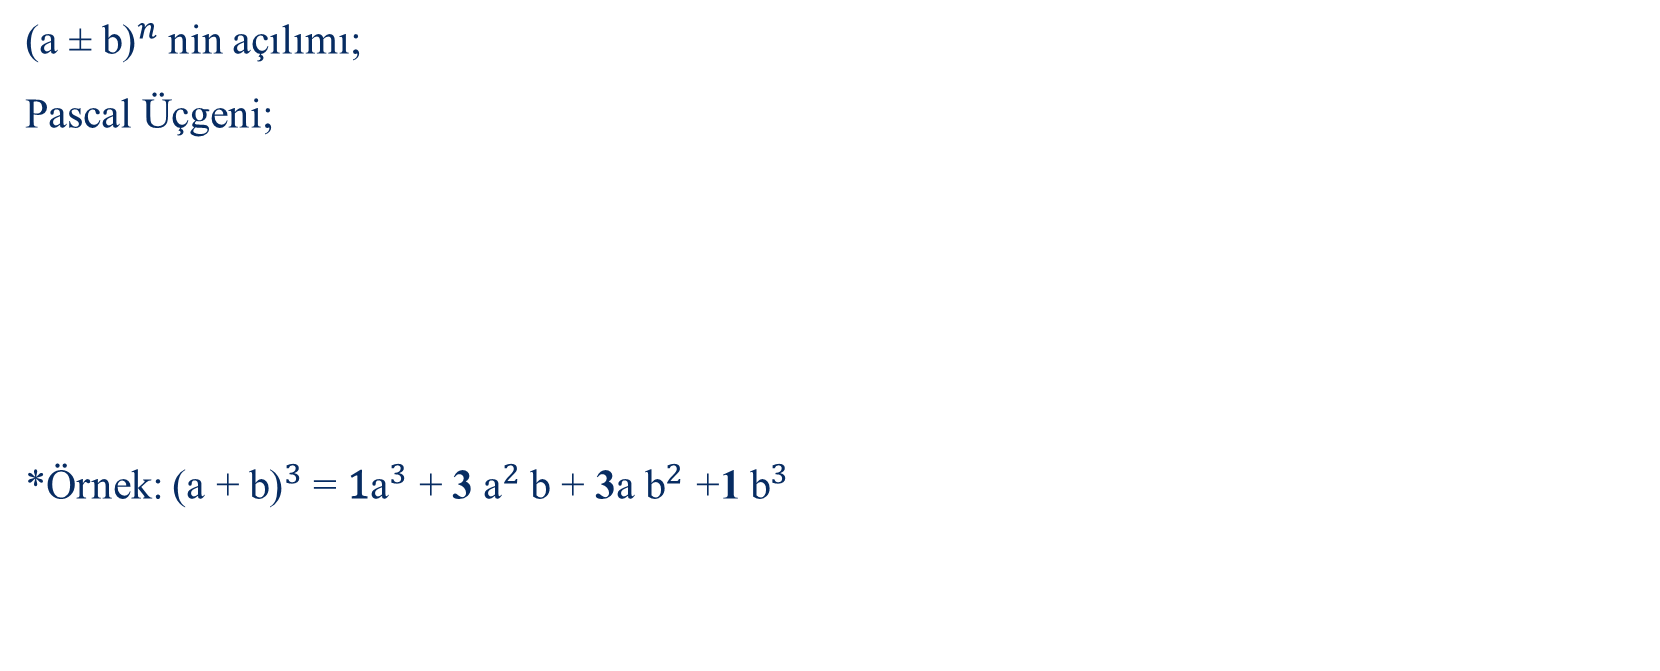 (a ± b)ⁿ nin açılımı;
Pascal Üçgeni;
*Örnek: (a + b)³ = 1a³ + 3 a² b + 3a b² +1 b³